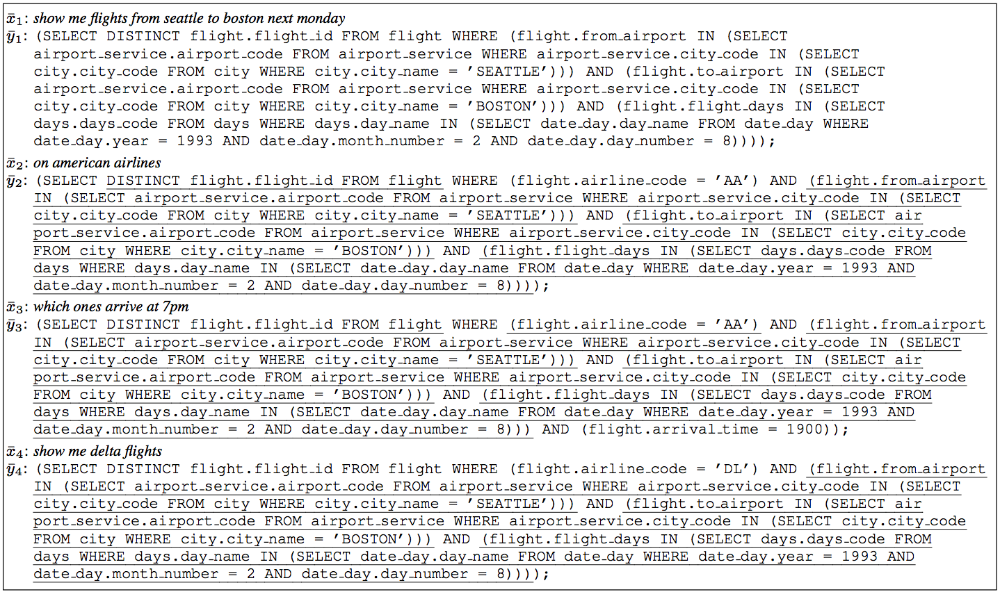 x̄₁: show me flights from seattle to boston next monday
ȳ₁: (SELECT DISTINCT flight.flight_id FROM flight WHERE (flight.from_airport IN (SELECT
airport_service.airport_code FROM airport_service WHERE airport_service.city_code IN (SELECT
city.city_code FROM city WHERE city.city_name = ’SEATTLE’))) AND (flight.to_airport IN (SELECT
airport_service.airport_code FROM airport_service WHERE airport_service.city_code IN (SELECT
city.city_code FROM city WHERE city.city_name = ’BOSTON’))) AND (flight.flight_days IN (SELECT
days.days_code FROM days WHERE days.day_name IN (SELECT date_day.day_name FROM date_day WHERE
date_day.year = 1993 AND date_day.month_number = 2 AND date_day.day_number = 8))));
x̄₂: on american airlines
ȳ₂: (SELECT DISTINCT flight.flight_id FROM flight WHERE (flight.airline_code = ’AA’) AND (flight.from_airport
IN (SELECT airport_service.airport_code FROM airport_service WHERE airport_service.city_code IN (SELECT
city.city_code FROM city WHERE city.city_name = ’SEATTLE’))) AND (flight.to_airport IN (SELECT air
port_service.airport_code FROM airport_service WHERE airport_service.city_code IN (SELECT city.city_code
FROM city WHERE city.city_name = ’BOSTON’))) AND (flight.flight_days IN (SELECT days.days_code FROM
days WHERE days.day_name IN (SELECT date_day.day_name FROM date_day WHERE date_day.year = 1993 AND
date_day.month_number = 2 AND date_day.day_number = 8))));
x̄₃: which ones arrive at 7pm
ȳ₃: (SELECT DISTINCT flight.flight_id FROM flight WHERE (flight.airline_code = ’AA’) AND (flight.from_airport
IN (SELECT airport_service.airport_code FROM airport_service WHERE airport_service.city_code IN (SELECT
city.city_code FROM city WHERE city.city_name = ’SEATTLE’))) AND (flight.to_airport IN (SELECT air
port_service.airport_code FROM airport_service WHERE airport_service.city_code IN (SELECT city.city_code
FROM city WHERE city.city_name = ’BOSTON’))) AND (flight.flight_days IN (SELECT days.days_code FROM
days WHERE days.day_name IN (SELECT date_day.day_name FROM date_day WHERE date_day.year = 1993 AND
date_day.month_number = 2 AND date_day.day_number = 8))) AND (flight.arrival_time = 1900));
x̄₄: show me delta flights
ȳ₄: (SELECT DISTINCT flight.flight_id FROM flight WHERE (flight.airline_code = ’DL’) AND (flight.from_airport
IN (SELECT airport_service.airport_code FROM airport_service WHERE airport_service.city_code IN (SELECT
city.city_code FROM city WHERE city.city_name = ’SEATTLE’))) AND (flight.to_airport IN (SELECT air
port_service.airport_code FROM airport_service WHERE airport_service.city_code IN (SELECT city.city_code
FROM city WHERE city.city_name = ’BOSTON’))) AND (flight.flight_days IN (SELECT days.days_code FROM
days WHERE days.day_name IN (SELECT date_day.day_name FROM date_day WHERE date_day.year = 1993 AND
date_day.month_number = 2 AND date_day.day_number = 8))));